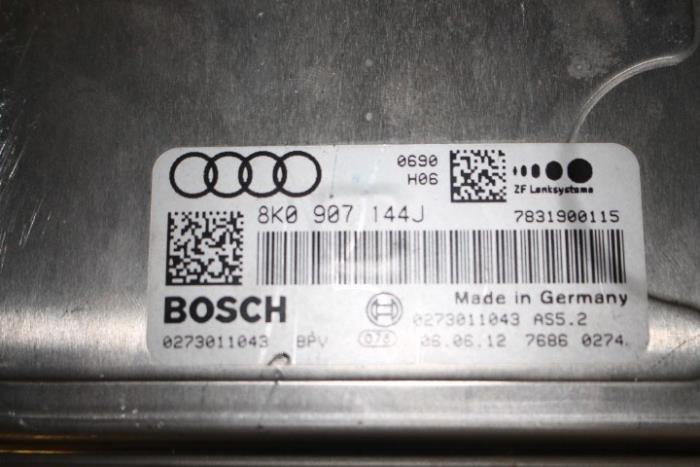 0690
H06
ZF Lenksysteme
8K0 907 144J
7831900115
BOSCH
Made in Germany
0273011043 AS5.2
0273011043 BPV
06.06.12 7686 0274